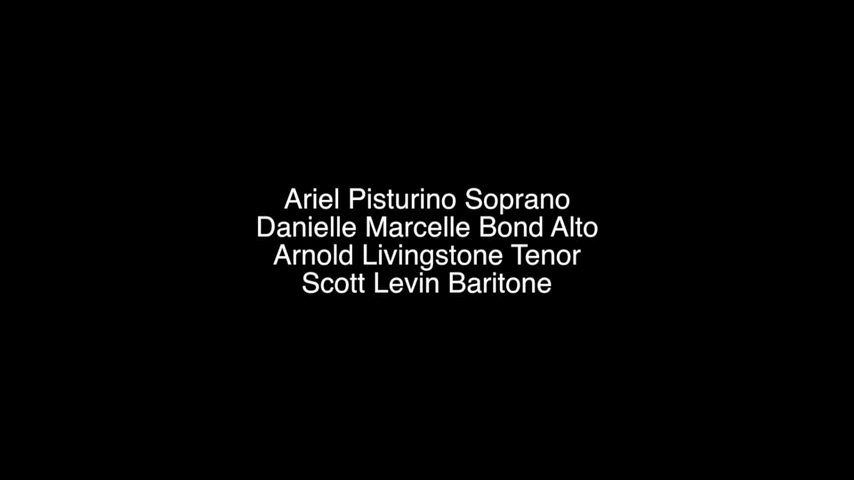 Ariel Pisturino Soprano
Danielle Marcelle Bond Alto
Arnold Livingstone Tenor
Scott Levin Baritone